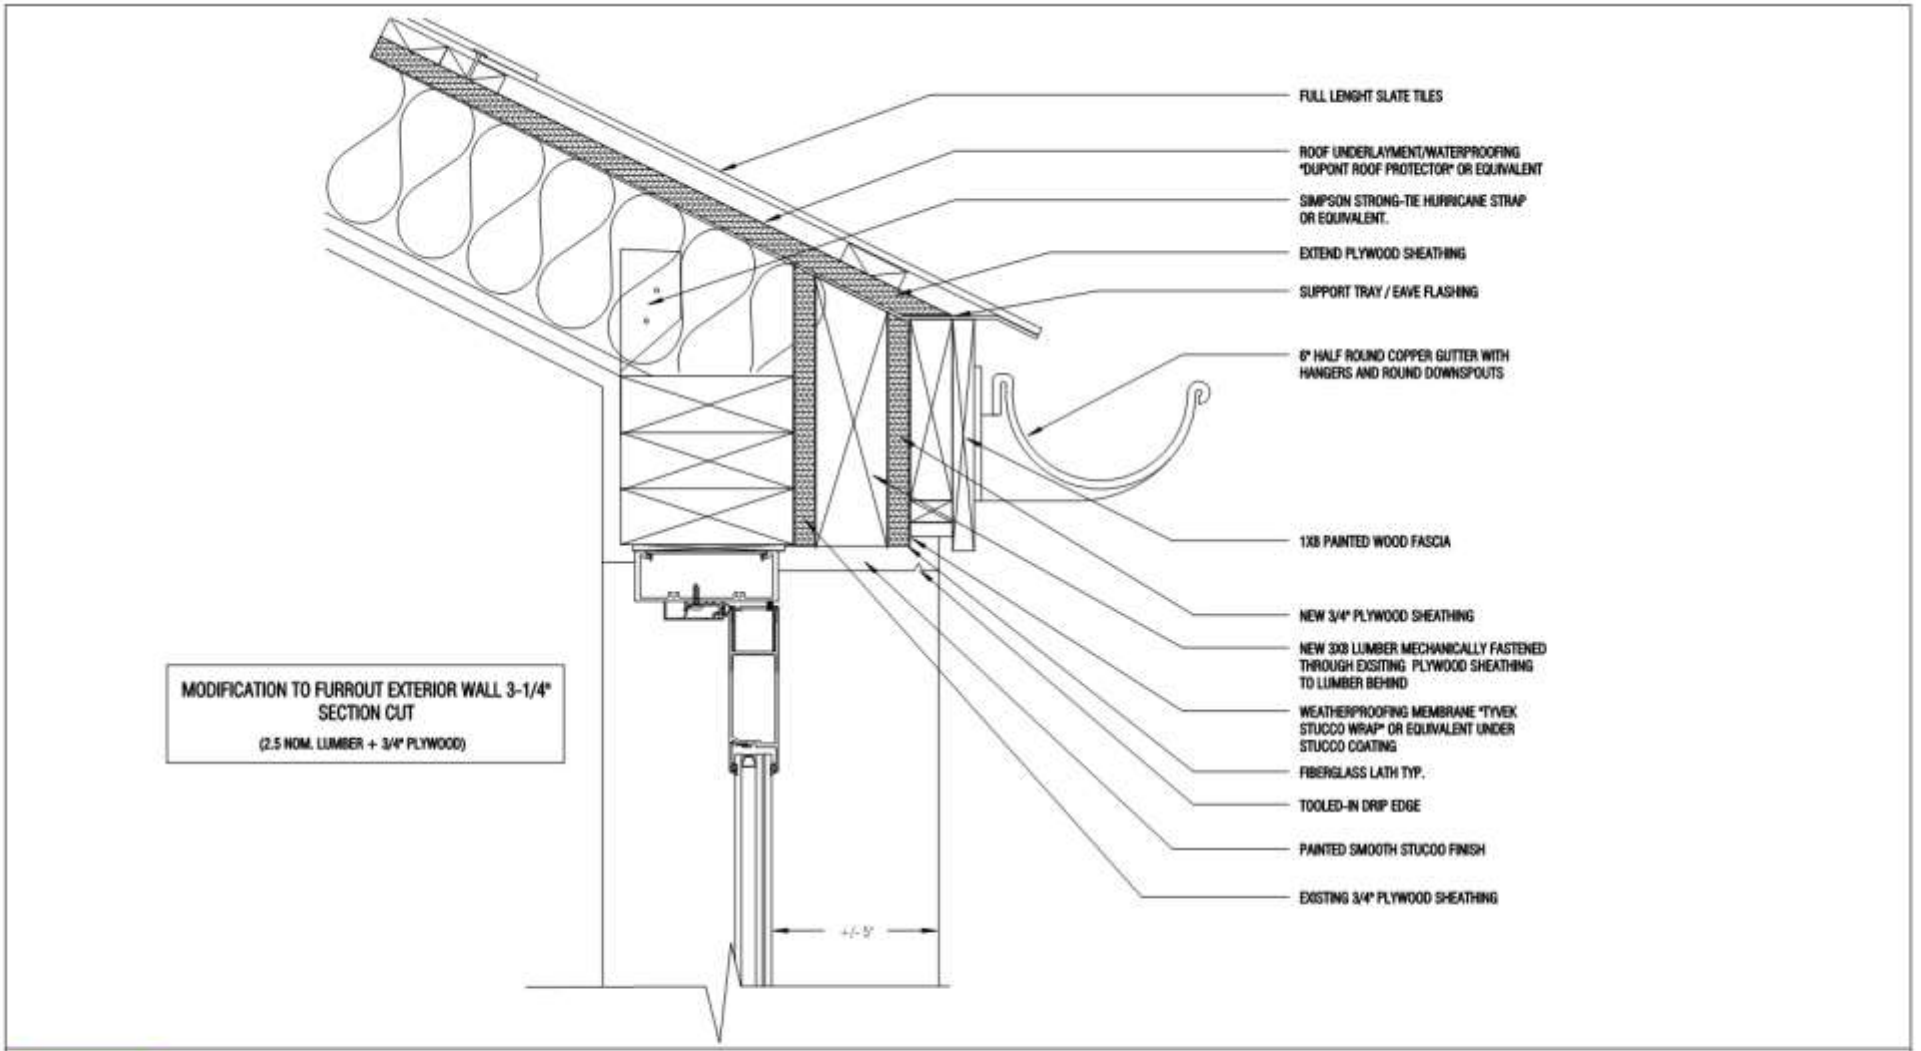 FULL LENGHT SLATE TILES
ROOF UNDERLAYMENT/WATERPROOFING
"DUPONT ROOF PROTECTOR" OR EQUIVALENT
SIMPSON STRONG-TIE HURRICANE STRAP
OR EQUIVALENT.
EXTEND PLYWOOD SHEATHING
SUPPORT TRAY / EAVE FLASHING
6" HALF ROUND COPPER GUTTER WITH
HANGERS AND ROUND DOWNSPOUTS
1X8 PAINTED WOOD FASCIA
NEW 3/4" PLYWOOD SHEATHING
NEW 3X8 LUMBER MECHANICALLY FASTENED
THROUGH EXSITING PLYWOOD SHEATHING
TO LUMBER BEHIND
WEATHERPROOFING MEMBRANE "TYVEK
STUCCO WRAP" OR EQUIVALENT UNDER
STUCCO COATING
FIBERGLASS LATH TYP.
TOOLED-IN DRIP EDGE
PAINTED SMOOTH STUCCO FINISH
EXISTING 3/4" PLYWOOD SHEATHING
MODIFICATION TO FURROUT EXTERIOR WALL 3-1/4"
SECTION CUT
(2.5 NOM. LUMBER + 3/4" PLYWOOD)
+/- 5"